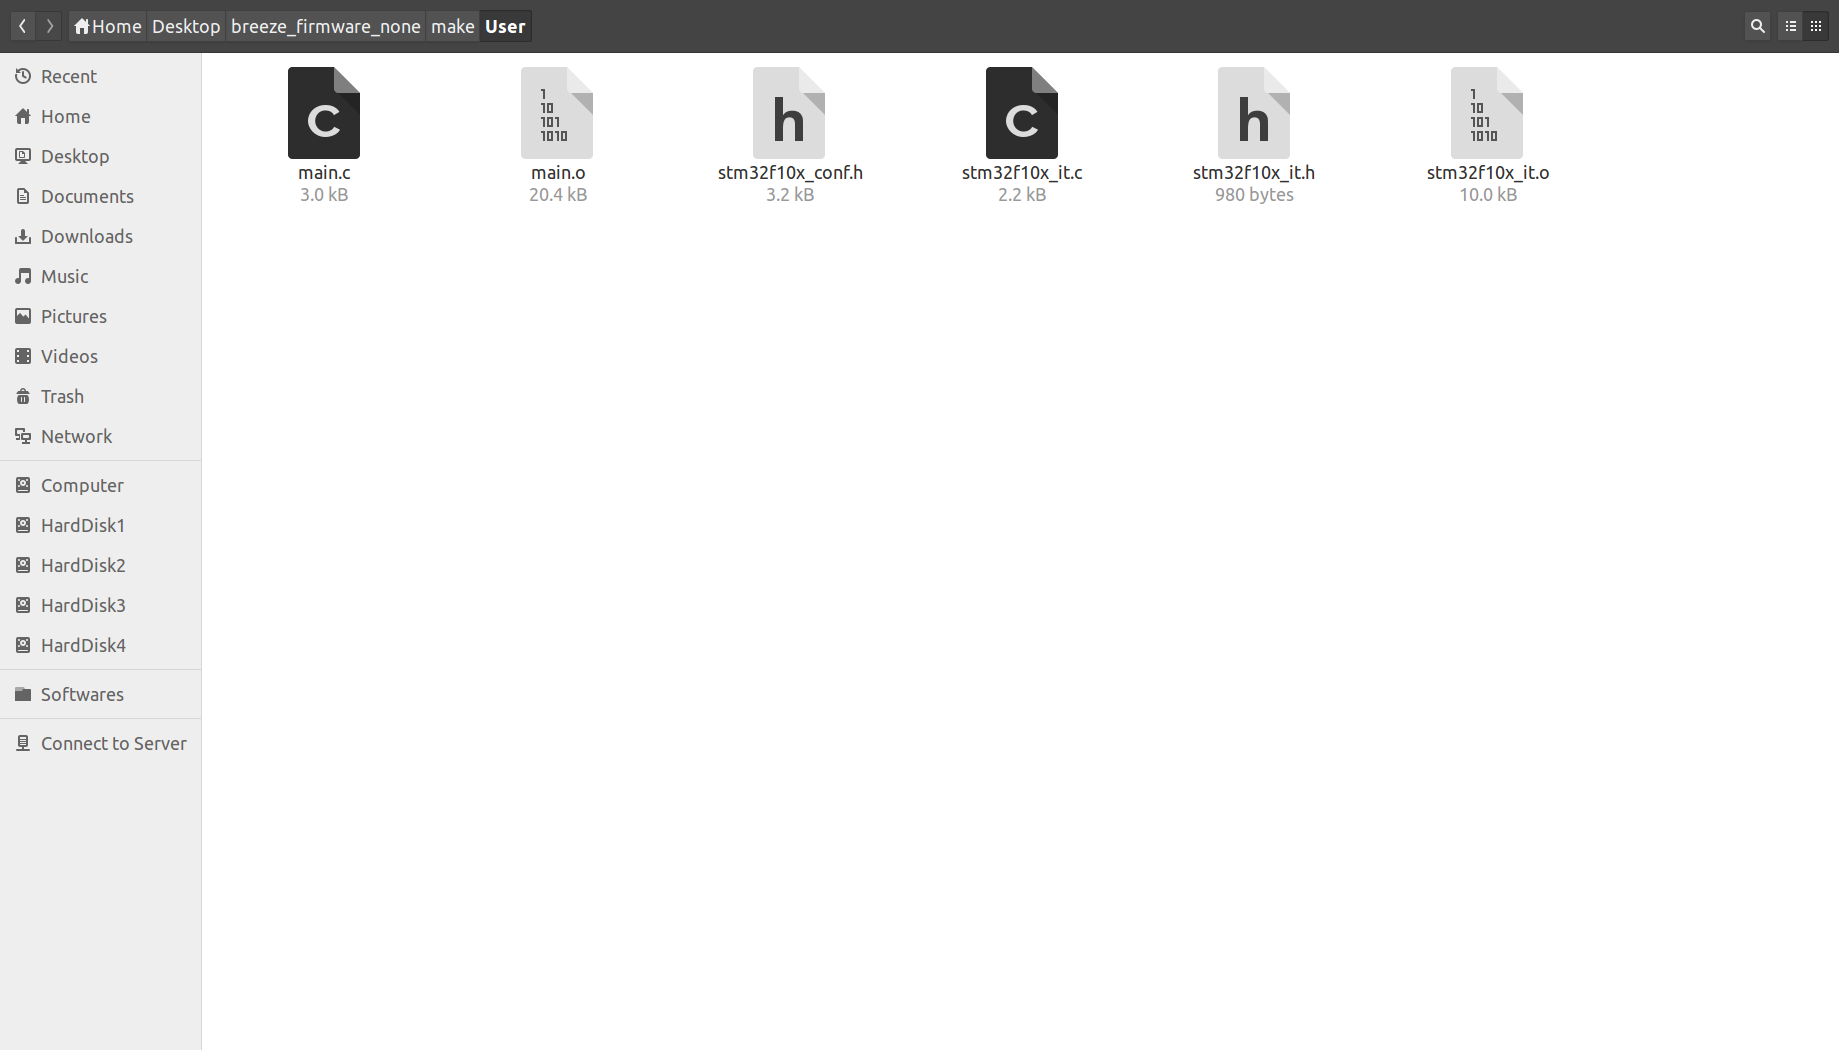 Home Desktop breeze_firmware_none make User
Recent
Home
Desktop
Documents
Downloads
Music
Pictures
Videos
Trash
Network
Computer
HardDisk1
HardDisk2
HardDisk3
HardDisk4
Softwares
Connect to Server
C
main.c
3.0 kB
1
10
101
1010
main.o
20.4 kB
h
stm32f10x_conf.h
3.2 kB
C
stm32f10x_it.c
2.2 kB
h
stm32f10x_it.h
980 bytes
1
10
101
1010
stm32f10x_it.o
10.0 kB